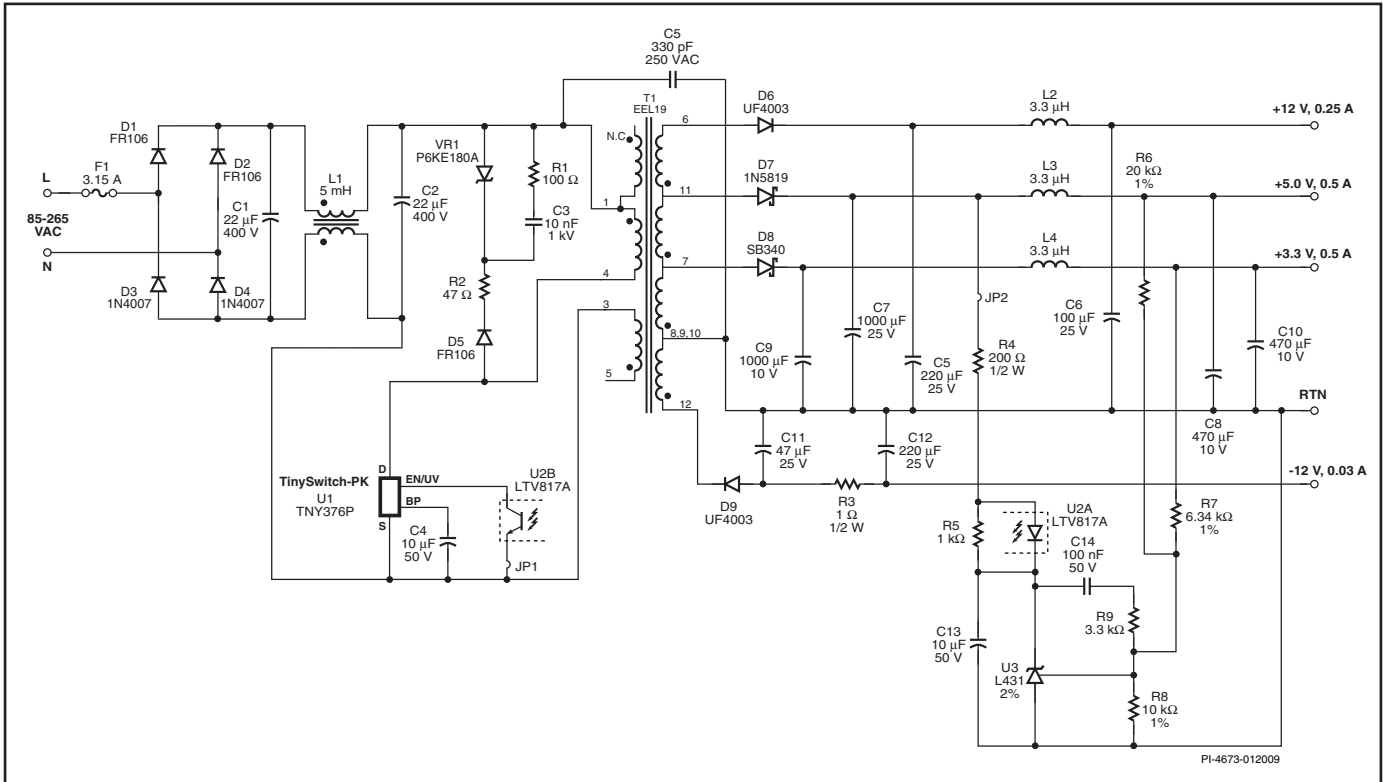 C5
330 pF
250 VAC
T1
EEL19
D6
UF4003
L2
3.3 µH
+12 V, 0.25 A
6
N.C
D1
FR106
D2
FR106
VR1
P6KE180A
R1
100 Ω
D7
1N5819
L3
3.3 µH
R6
20 kΩ
1%
+5.0 V, 0.5 A
11
L
F1
3.15 A
L1
5 mH
C2
22 µF
400 V
1
C1
22 µF
400 V
C3
10 nF
1 kV
85-265
VAC
D8
SB340
L4
3.3 µH
+3.3 V, 0.5 A
7
N
4
R2
47 Ω
D3
1N4007
D4
1N4007
3
JP2
C7
1000 µF
25 V
C6
100 µF
25 V
C10
470 µF
10 V
D5
FR106
8,9,10
C9
1000 µF
10 V
C5
220 µF
25 V
R4
200 Ω
1/2 W
5
RTN
12
C8
470 µF
10 V
C11
47 µF
25 V
C12
220 µF
25 V
-12 V, 0.03 A
D
TinySwitch-PK
U1
TNY376P
EN/UV
BP
S
U2B
LTV817A
D9
UF4003
R3
1 Ω
1/2 W
C4
10 µF
50 V
JP1
R5
1 kΩ
U2A
LTV817A
R7
6.34 kΩ
1%
C14
100 nF
50 V
R9
3.3 kΩ
C13
10 µF
50 V
U3
L431
2%
R8
10 kΩ
1%
PI-4673-012009